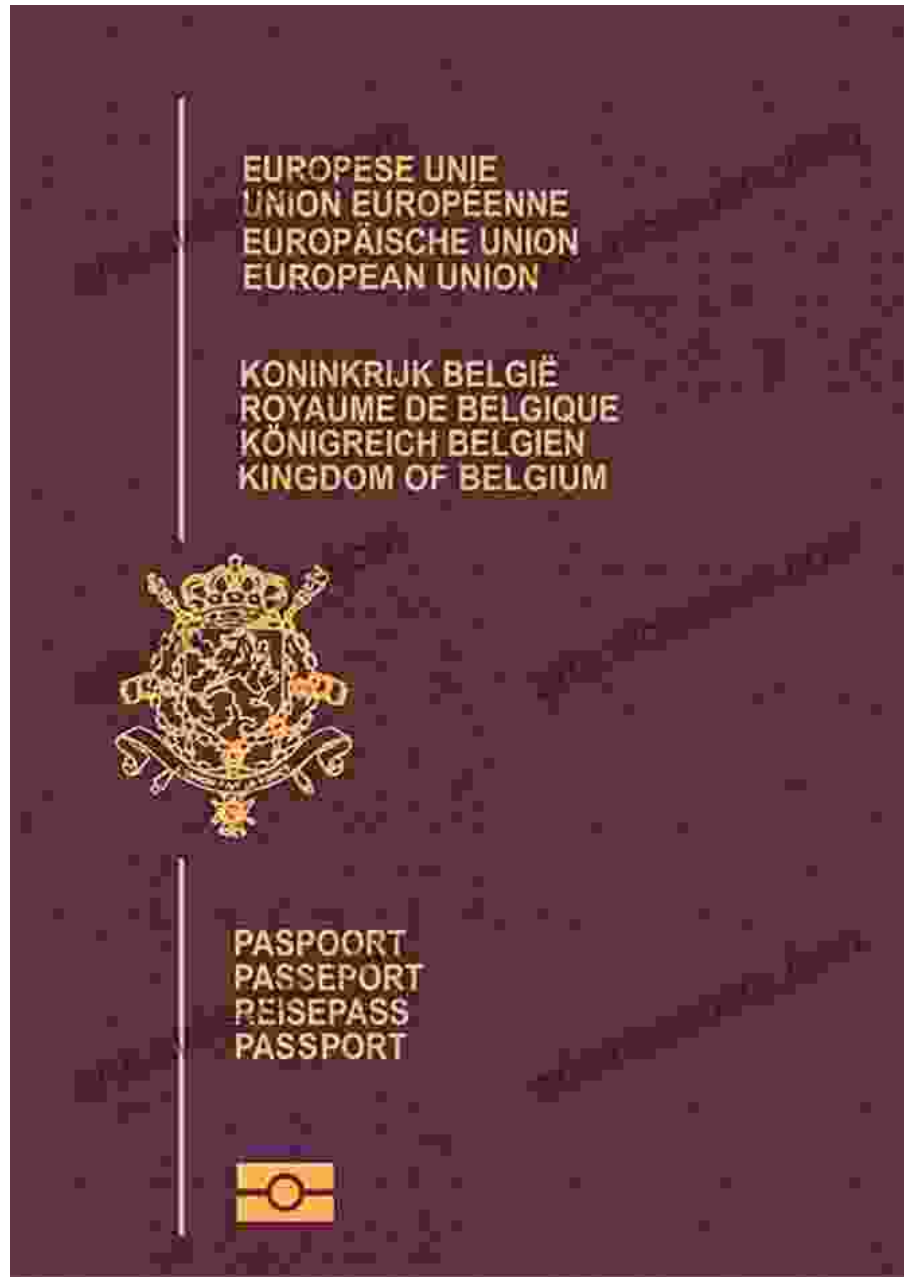 EUROPESE UNIE
UNION EUROPÉENNE
EUROPÄISCHE UNION
EUROPEAN UNION
KONINKRIJK BELGIË
ROYAUME DE BELGIQUE
KÖNIGREICH BELGIEN
KINGDOM OF BELGIUM
PASPOORT
PASSEPORT
REISEPASS
PASSPORT